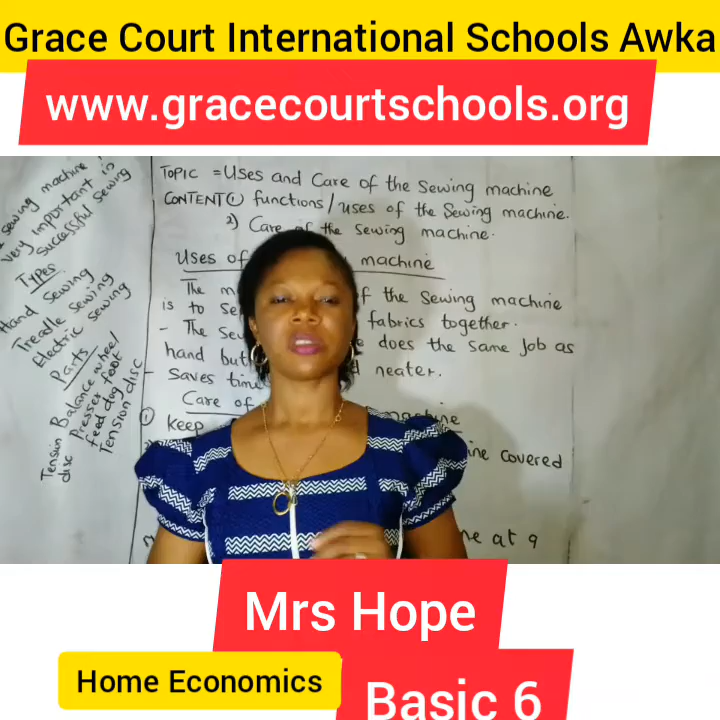 Grace Court International Schools Awka
www.gracecourtschools.org
sewing machine
very important is
successful sewing
Types
Hand sewing
Treadle sewing
Electric sewing
Parts
Balance wheel
Tension disc
Presser foot
feed dog
Tension disc
TOPIC = Uses and Care of the Sewing machine
CONTENT ① functions/uses of the Sewing machine.
2) Care of the sewing machine.
Uses of machine
The of the Sewing machine
is to fabrics together.
- The does the same job as
hand but neater.
- Saves time
Care of machine
① keep
covered
at 9
Mrs Hope
Home Economics
Basic 6